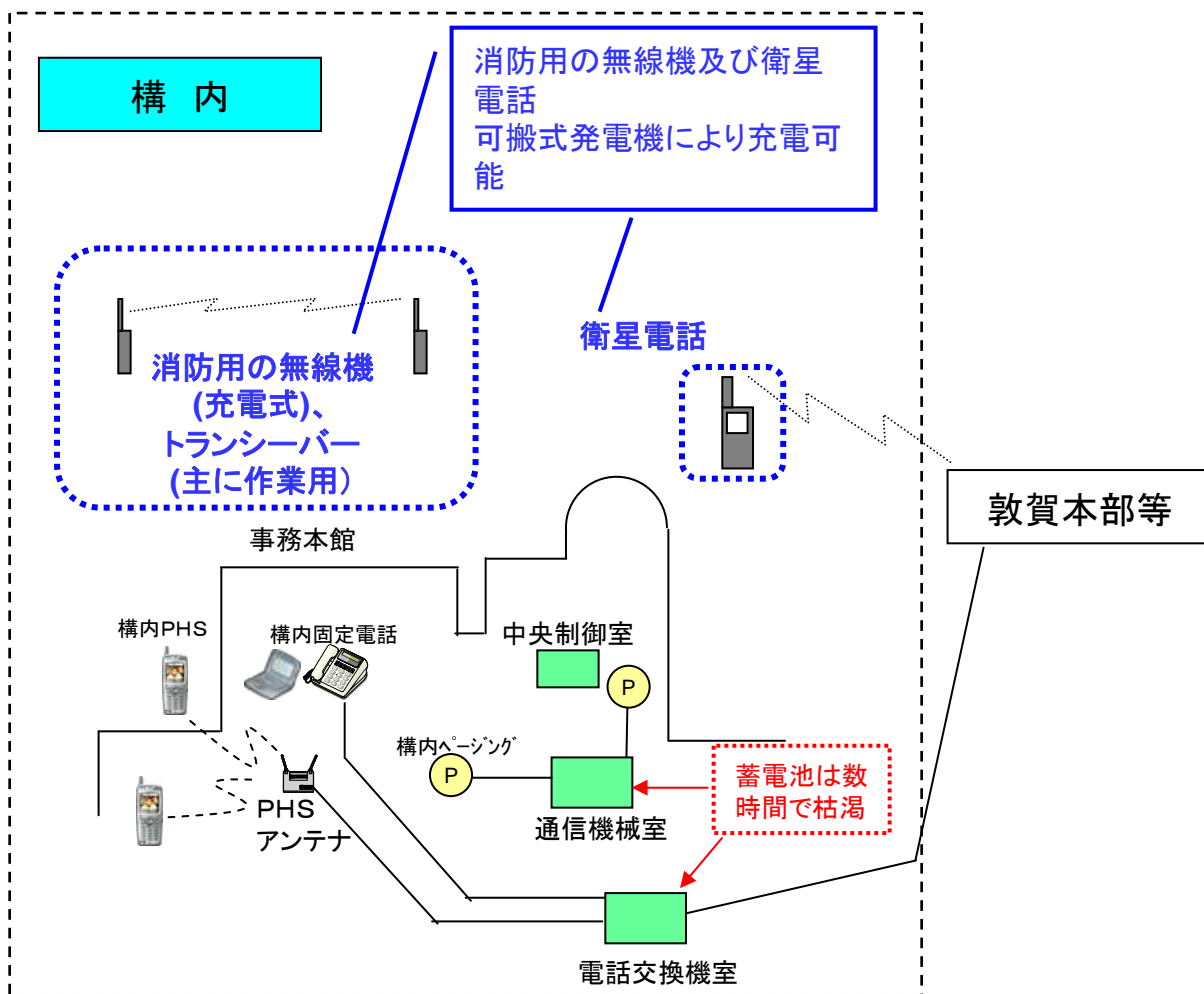 構 内
消防用の無線機及び衛星
電話
可搬式発電機により充電可
能
衛星電話
消防用の無線機
(充電式)、
トランシーバー
(主に作業用）
敦賀本部等
事務本館
構内PHS
構内固定電話
中央制御室
P
構内ﾍﾟｰｼﾞﾝｸﾞ
P
蓄電池は数
時間で枯渇
PHS
アンテナ
通信機械室
電話交換機室